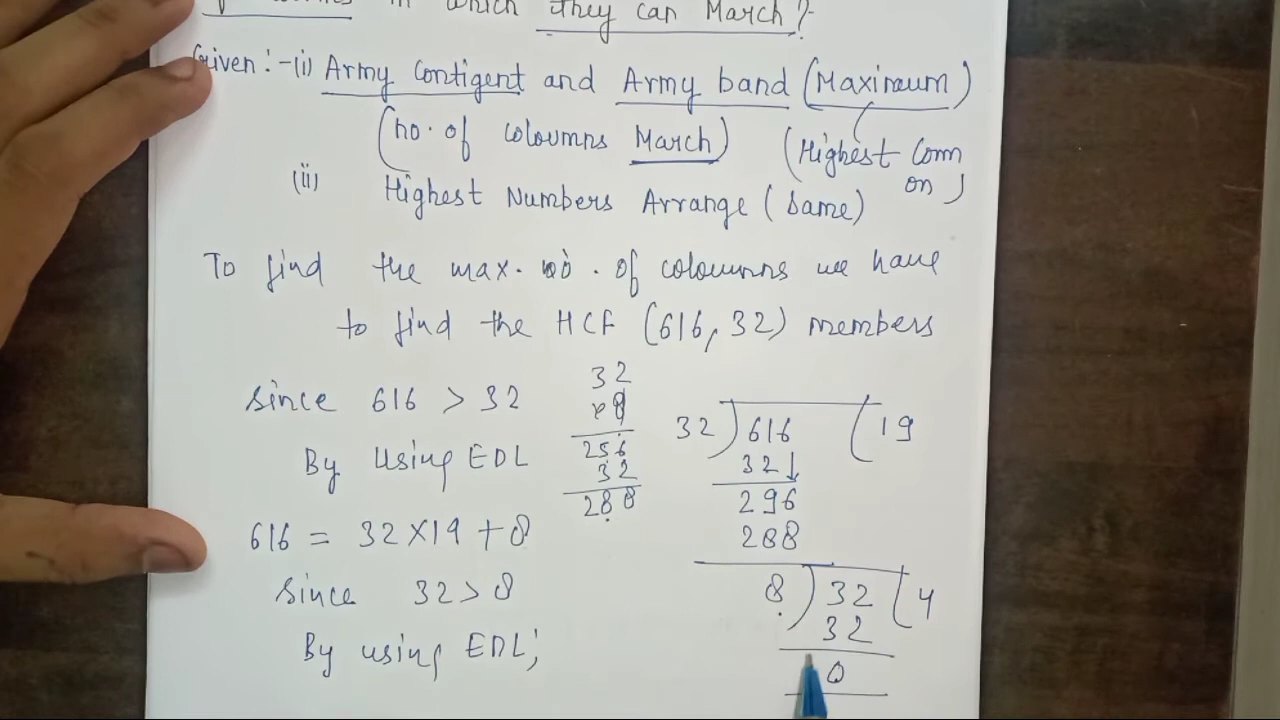 in which they can March?
Given:-(i) Army Contigent and Army band (Maximum)
(no. of coloumns March) (Highest Comm
on)
(ii) Highest Numbers Arrange (same)
To find the max. no. of coloumns we have
to find the HCF (616, 32) members
since 616 > 32
By Using EDL
616 = 32×19 + 8
since 32>8
By using EDL;
32
×9
256
32
288
32)616(19
32↓
296
288
8)32(4
32
0